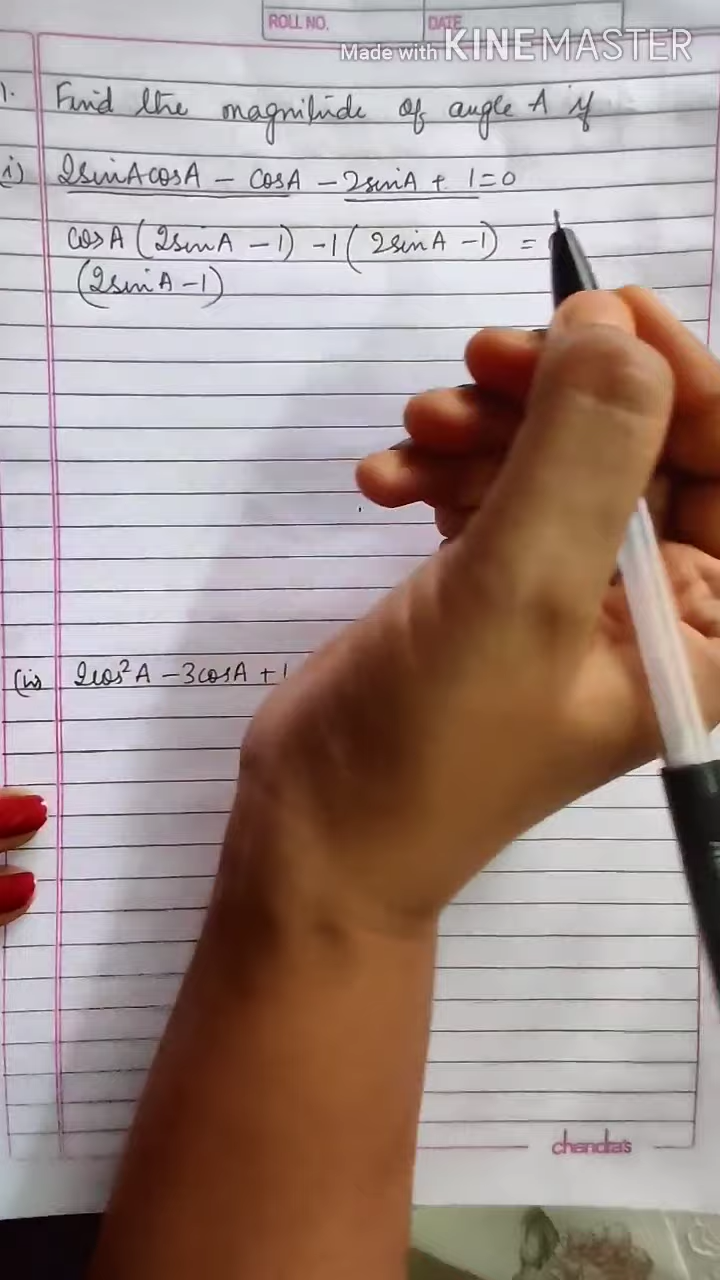 ROLL NO. DATE
Made with KINEMASTER
1. Find the magnitude of angle A if
(i) 2sinAcosA - cosA - 2sinA + 1 = 0
cosA (2sinA - 1) -1 (2sinA - 1) =
(2sinA - 1)
(ii) 2cos²A - 3cosA + 1
chandra's